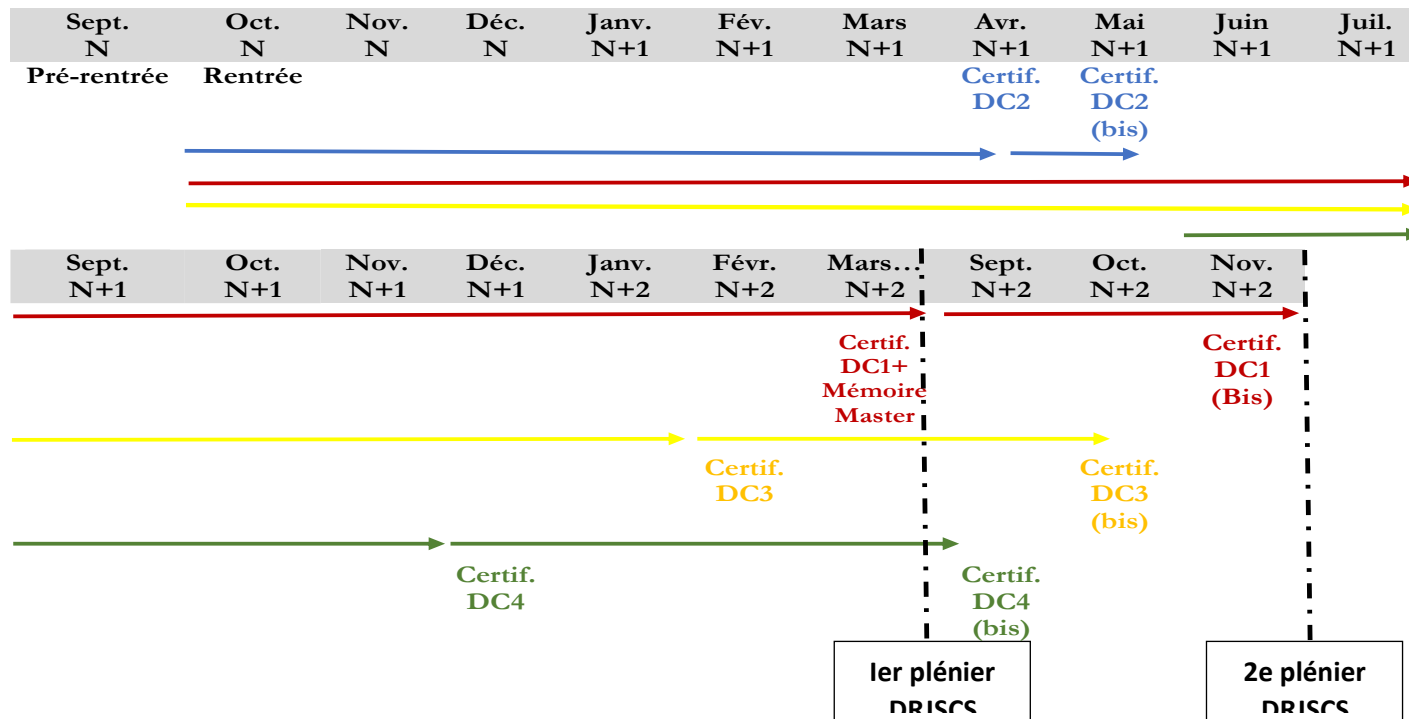 Sept. Oct. Nov. Déc. Janv. Fév. Mars Avr. Mai Juin Juil.
N N N N N+1 N+1 N+1 N+1 N+1 N+1 N+1
Pré-rentrée Rentrée Certif. Certif.
DC2 DC2
(bis)
Sept. Oct. Nov. Déc. Janv. Févr. Mars… Sept. Oct. Nov.
N+1 N+1 N+1 N+1 N+2 N+2 N+2 N+2 N+2 N+2
Certif.
DC1+
Mémoire
Master
Certif.
DC1
(Bis)
Certif.
DC3
Certif.
DC3
(bis)
Certif.
DC4
Certif.
DC4
(bis)
Ier plénier
DRISCS
2e plénier
DRISCS